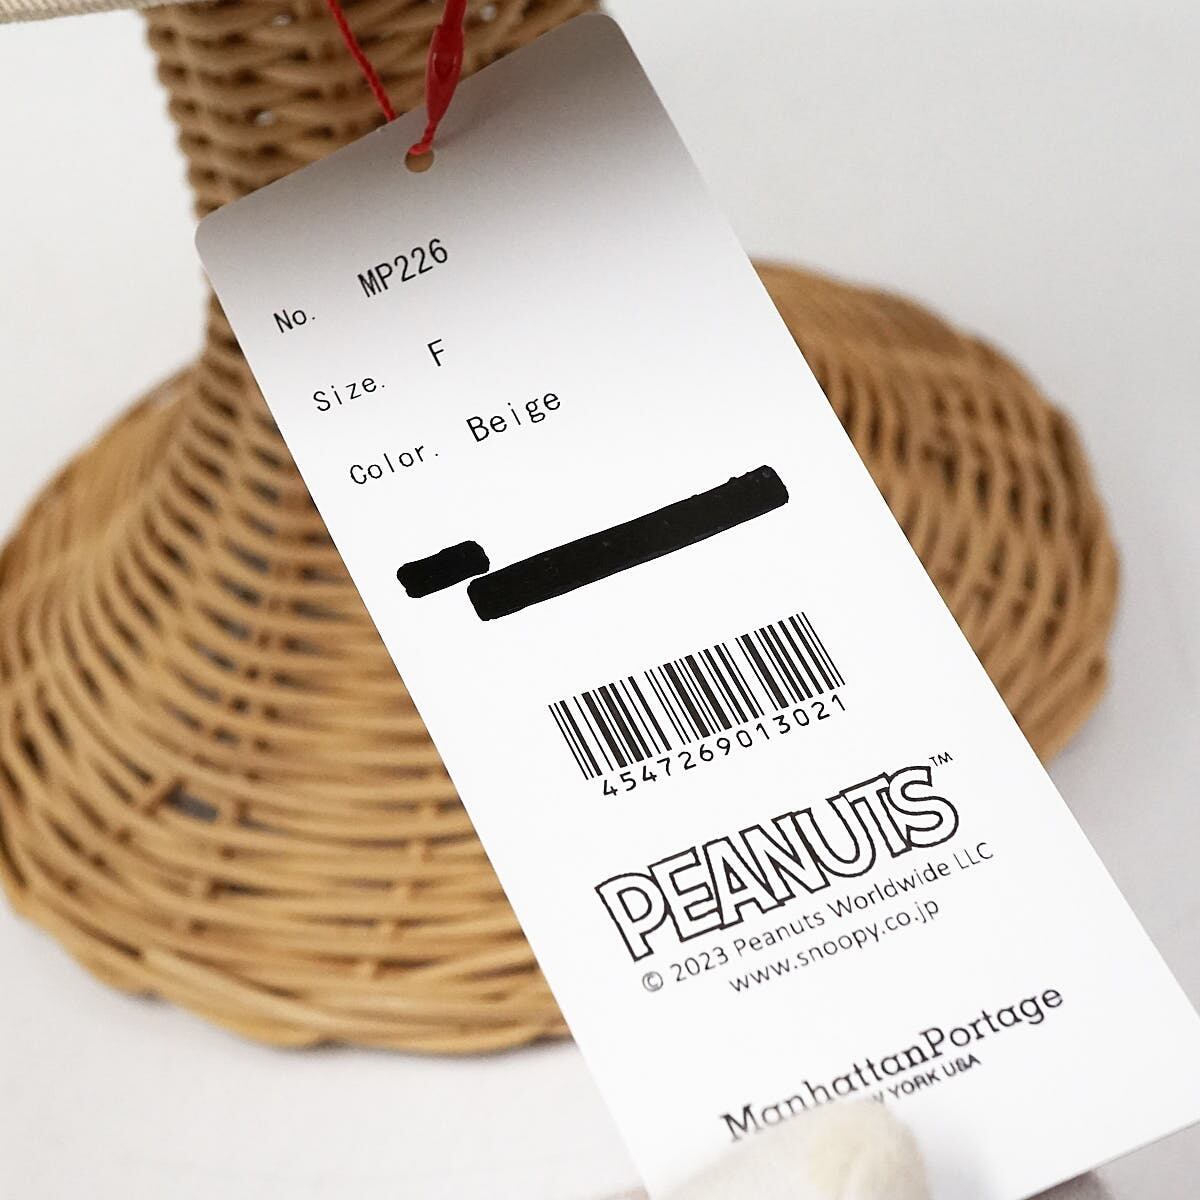 No. MP226
Size. F
Color. Beige
4547269013021
PEANUTS™
© 2023 Peanuts Worldwide LLC
www.snoopy.co.jp
ManhattanPortage
YORK USA